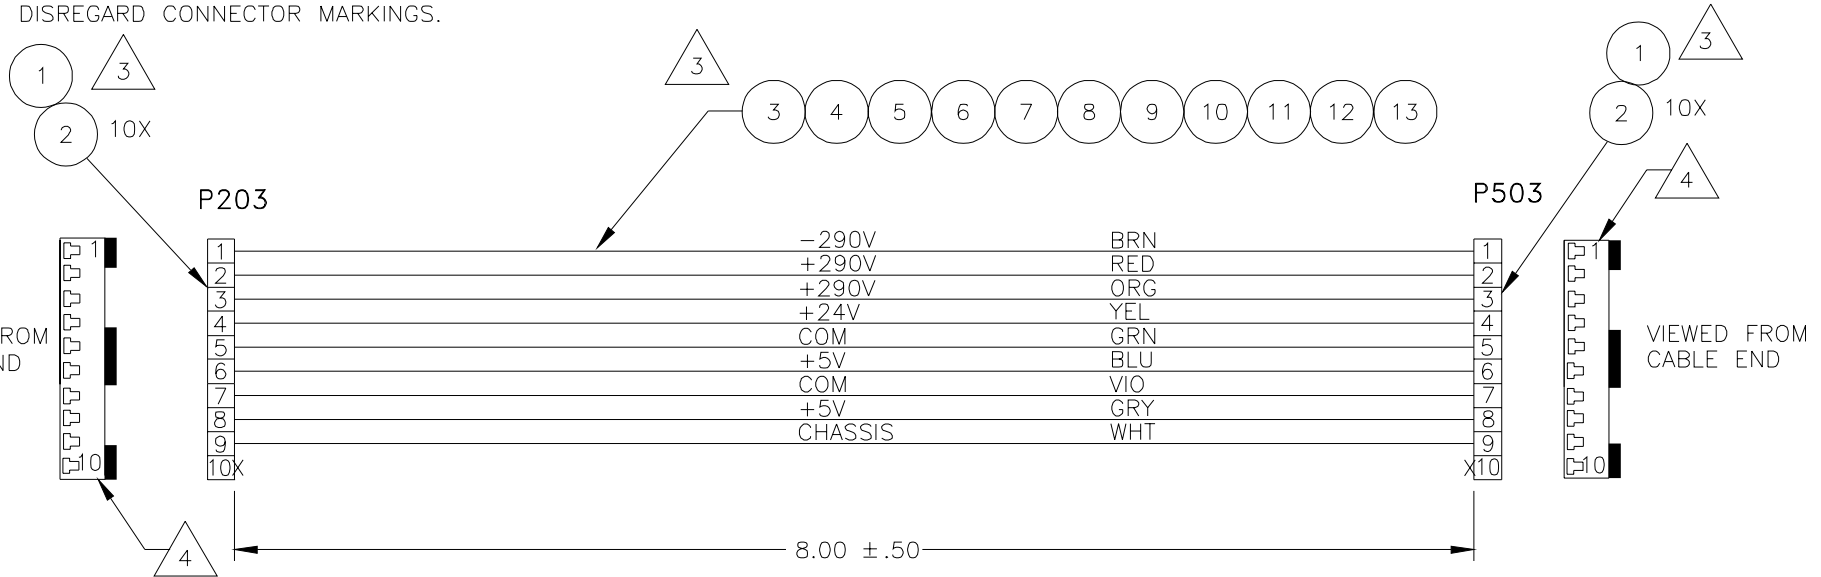 DISREGARD CONNECTOR MARKINGS.
1 3
2 10X
3
3 4 5 6 7 8 9 10 11 12 13
1 3
2 10X
4
P203
P503
1
10
ROM
ND
4
1 -290V BRN 1
2 +290V RED 2
3 +290V ORG 3
4 +24V YEL 4
5 COM GRN 5
6 +5V BLU 6
7 COM VIO 7
8 +5V GRY 8
9 CHASSIS WHT 9
10X X10
1
10
VIEWED FROM
CABLE END
8.00 ±.50